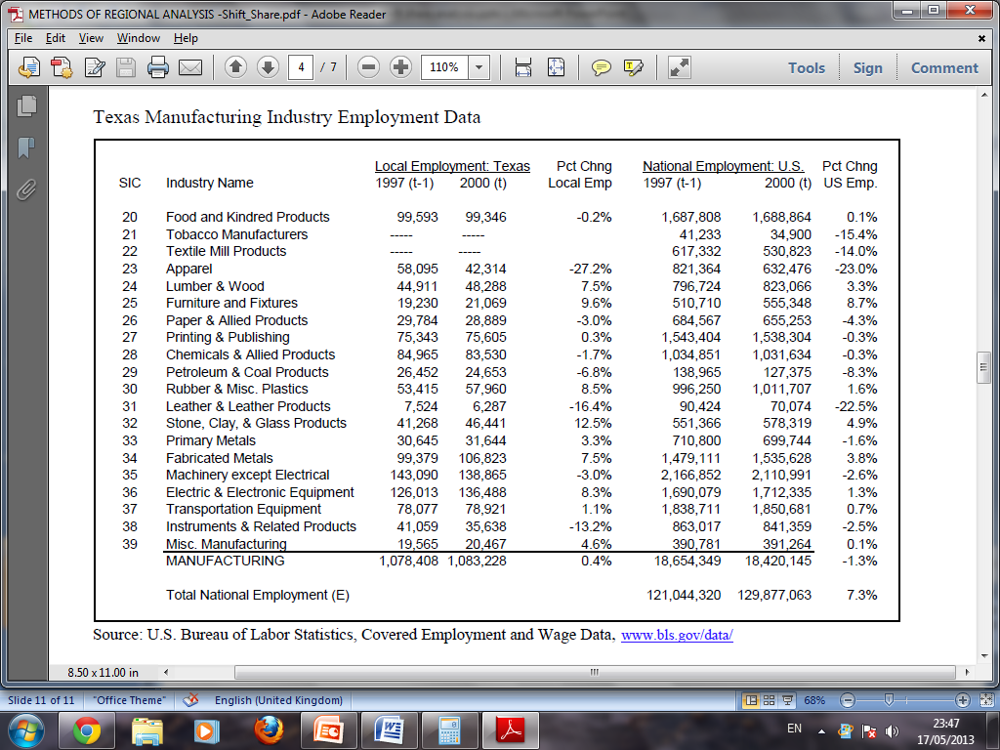 METHODS OF REGIONAL ANALYSIS -Shift_Share.pdf - Adobe Reader
File Edit View Window Help
4 / 7 110% Tools Sign Comment
Texas Manufacturing Industry Employment Data
Local Employment: Texas Pct Chng National Employment: U.S. Pct Chng
SIC Industry Name 1997 (t-1) 2000 (t) Local Emp 1997 (t-1) 2000 (t) US Emp.
20 Food and Kindred Products 99,593 99,346 -0.2% 1,687,808 1,688,864 0.1%
21 Tobacco Manufacturers ----- ----- 41,233 34,900 -15.4%
22 Textile Mill Products ----- ----- 617,332 530,823 -14.0%
23 Apparel 58,095 42,314 -27.2% 821,364 632,476 -23.0%
24 Lumber & Wood 44,911 48,288 7.5% 796,724 823,066 3.3%
25 Furniture and Fixtures 19,230 21,069 9.6% 510,710 555,348 8.7%
26 Paper & Allied Products 29,784 28,889 -3.0% 684,567 655,253 -4.3%
27 Printing & Publishing 75,343 75,605 0.3% 1,543,404 1,538,304 -0.3%
28 Chemicals & Allied Products 84,965 83,530 -1.7% 1,034,851 1,031,634 -0.3%
29 Petroleum & Coal Products 26,452 24,653 -6.8% 138,965 127,375 -8.3%
30 Rubber & Misc. Plastics 53,415 57,960 8.5% 996,250 1,011,707 1.6%
31 Leather & Leather Products 7,524 6,287 -16.4% 90,424 70,074 -22.5%
32 Stone, Clay, & Glass Products 41,268 46,441 12.5% 551,366 578,319 4.9%
33 Primary Metals 30,645 31,644 3.3% 710,800 699,744 -1.6%
34 Fabricated Metals 99,379 106,823 7.5% 1,479,111 1,535,628 3.8%
35 Machinery except Electrical 143,090 138,865 -3.0% 2,166,852 2,110,991 -2.6%
36 Electric & Electronic Equipment 126,013 136,488 8.3% 1,690,079 1,712,335 1.3%
37 Transportation Equipment 78,077 78,921 1.1% 1,838,711 1,850,681 0.7%
38 Instruments & Related Products 41,059 35,638 -13.2% 863,017 841,359 -2.5%
39 Misc. Manufacturing 19,565 20,467 4.6% 390,781 391,264 0.1%
MANUFACTURING 1,078,408 1,083,228 0.4% 18,654,349 18,420,145 -1.3%
Total National Employment (E) 121,044,320 129,877,063 7.3%
Source: U.S. Bureau of Labor Statistics, Covered Employment and Wage Data, www.bls.gov/data/
8.50 x 11.00 in
Slide 11 of 11 "Office Theme" English (United Kingdom) 68%
EN 23:47
17/05/2013